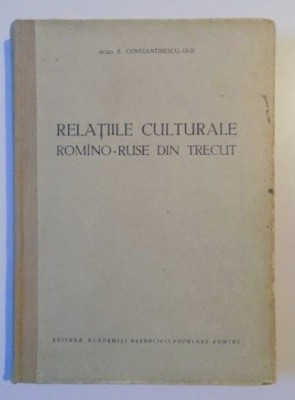 ACAD. P. CONSTANTINESCU-IAȘI
RELAȚIILE CULTURALE
ROMÎNO-RUSE DIN TRECUT
EDITURA ACADEMIEI REPUBLICII POPULARE ROMÎNE